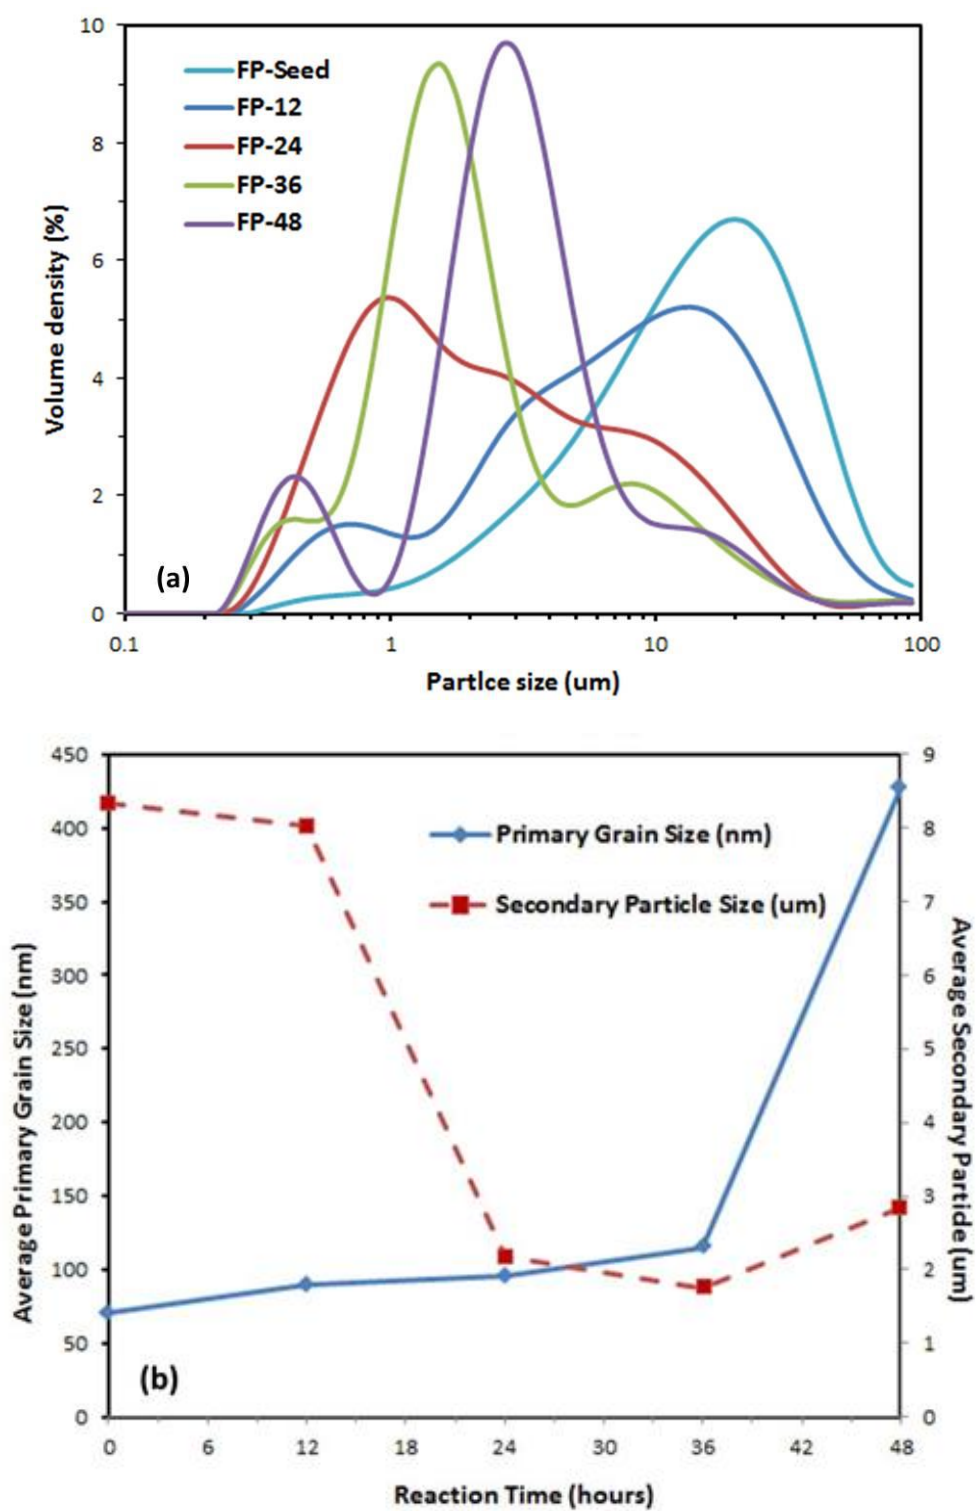 10
8
6
4
2
0
Volume density (%)
FP-Seed
FP-12
FP-24
FP-36
FP-48
(a)
0.1
1
10
100
Partlce size (um)
450
400
350
300
250
200
150
100
50
0
Average Primary Grain Size (nm)
Primary Grain Size (nm)
Secondary Particle Size (um)
(b)
9
8
7
6
5
4
3
2
1
0
Average Secondary Partide (um)
0
6
12
18
24
30
36
42
48
Reaction Time (hours)